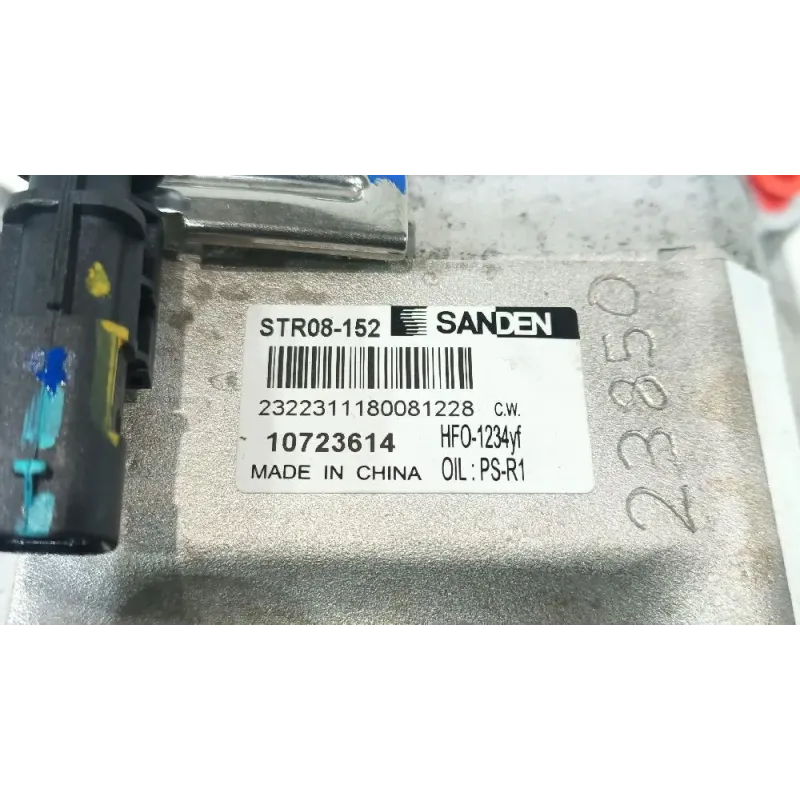 STR08-152 SANDEN
2322311180081228 C.W.
10723614 HFO-1234yf
MADE IN CHINA OIL : PS-R1
23850